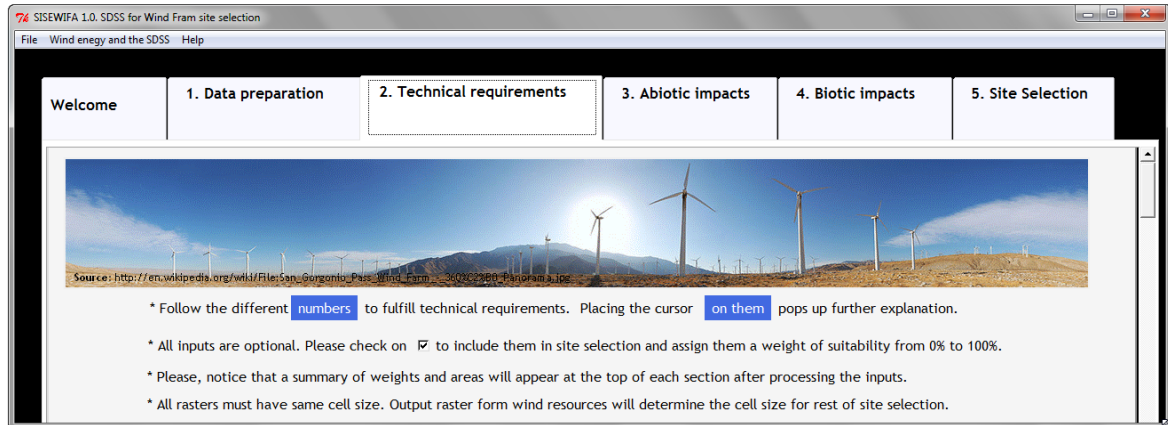 SISEWIFA 1.0. SDSS for Wind Fram site selection
File Wind enegy and the SDSS Help
Welcome 1. Data preparation 2. Technical requirements 3. Abiotic impacts 4. Biotic impacts 5. Site Selection
Source: http://en.wikipedia.org/wiki/File:San_Gorgonio_Pass_Wind_Farm_-_360%C2%B0_Panorama.jpg
* Follow the different numbers to fulfill technical requirements. Placing the cursor on them pops up further explanation.
* All inputs are optional. Please check on ☑ to include them in site selection and assign them a weight of suitability from 0% to 100%.
* Please, notice that a summary of weights and areas will appear at the top of each section after processing the inputs.
* All rasters must have same cell size. Output raster form wind resources will determine the cell size for rest of site selection.